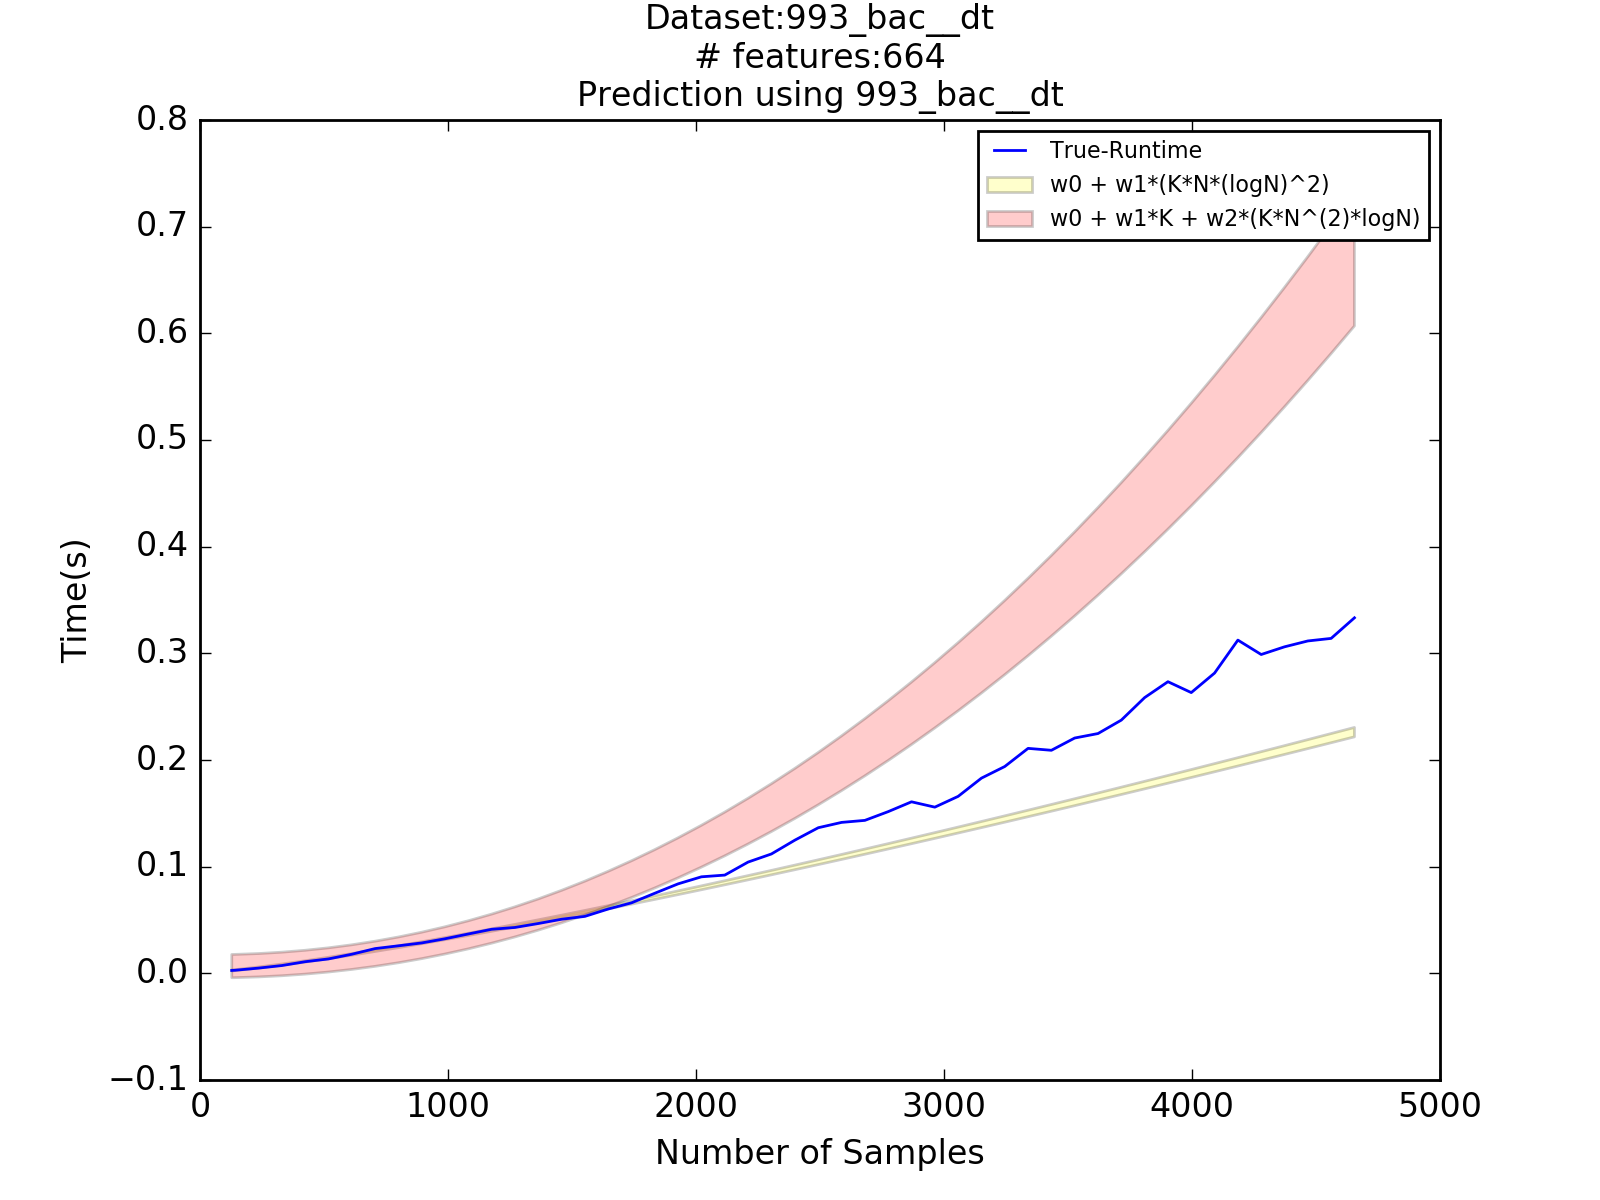 Dataset:993_bac__dt
# features:664
Prediction using 993_bac__dt
True-Runtime
w0 + w1*(K*N*(logN)^2)
w0 + w1*K + w2*(K*N^(2)*logN)
0.8
0.7
0.6
0.5
0.4
0.3
0.2
0.1
0.0
−0.1
Time(s)
0 1000 2000 3000 4000 5000
Number of Samples